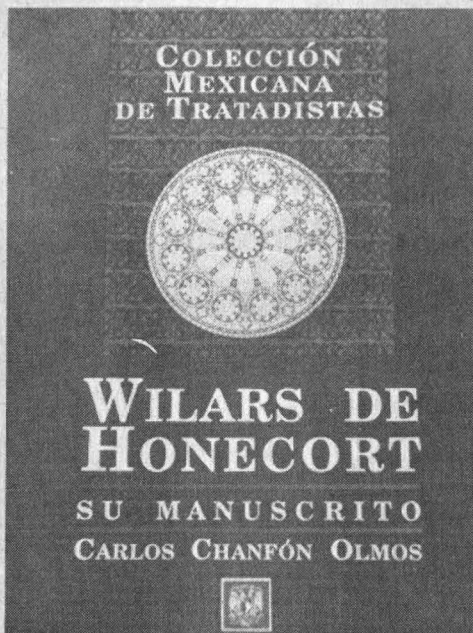 COLECCIÓN
MEXICANA
DE TRATADISTAS
WILARS DE
HONECORT
SU MANUSCRITO
CARLOS CHANFÓN OLMOS